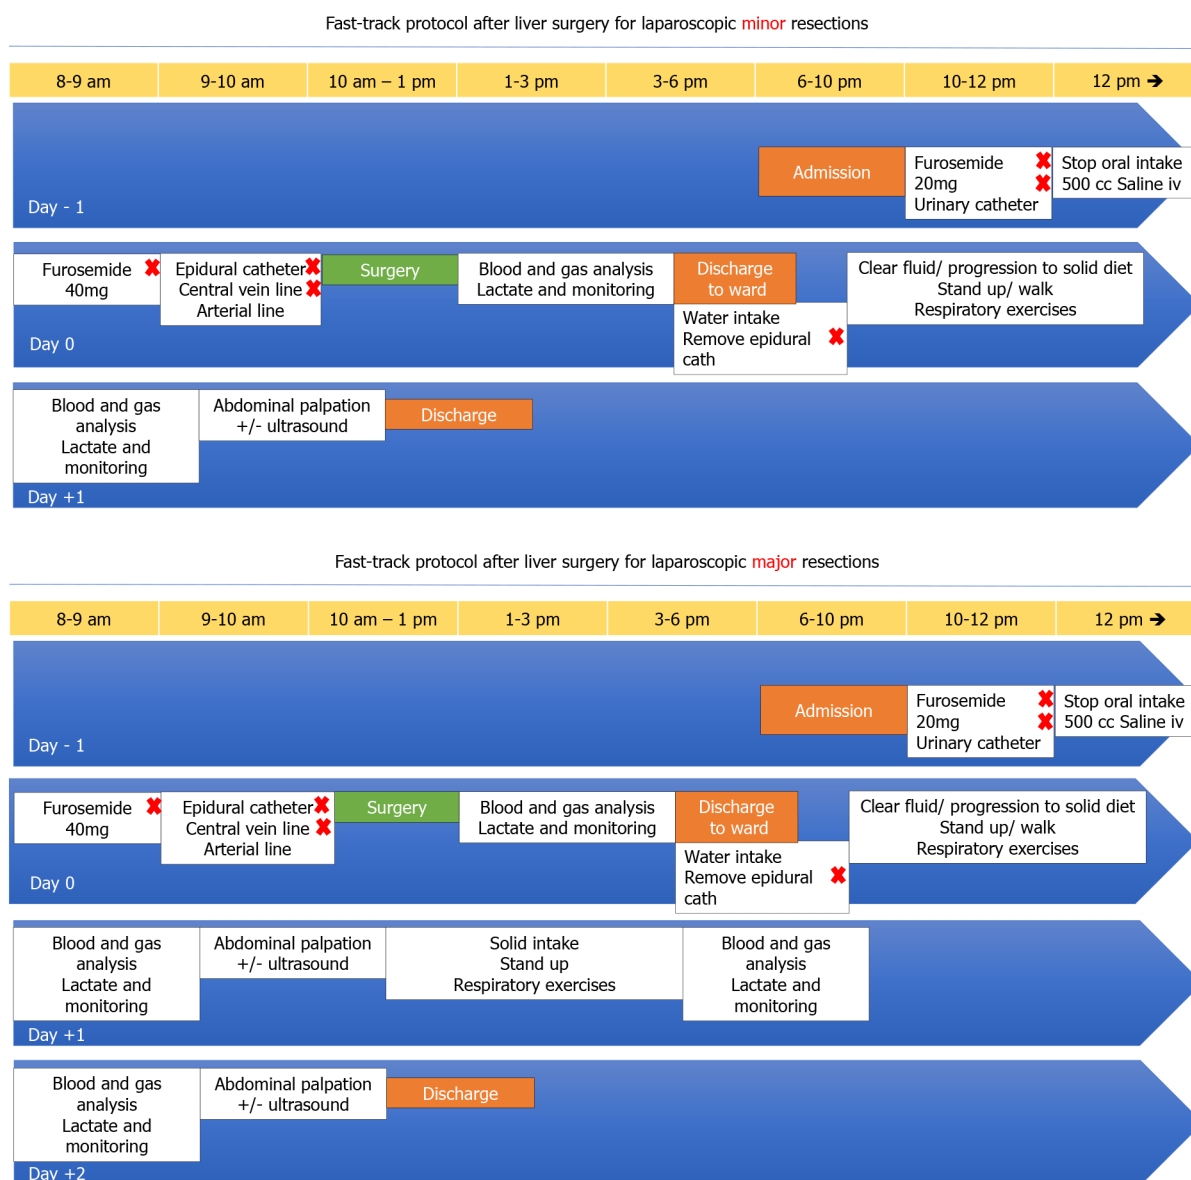 Fast-track protocol after liver surgery for laparoscopic minor resections
8-9 am
9-10 am
10 am – 1 pm
1-3 pm
3-6 pm
6-10 pm
10-12 pm
12 pm ➔
Admission
Furosemide
20mg
Urinary catheter
Stop oral intake
500 cc Saline iv
Day - 1
Furosemide
40mg
Epidural catheter
Central vein line
Arterial line
Surgery
Blood and gas analysis
Lactate and monitoring
Discharge
to ward
Water intake
Remove epidural
cath
Clear fluid/ progression to solid diet
Stand up/ walk
Respiratory exercises
Day 0
Blood and gas
analysis
Lactate and
monitoring
Abdominal palpation
+/- ultrasound
Discharge
Day +1
Fast-track protocol after liver surgery for laparoscopic major resections
8-9 am
9-10 am
10 am – 1 pm
1-3 pm
3-6 pm
6-10 pm
10-12 pm
12 pm ➔
Admission
Furosemide
20mg
Urinary catheter
Stop oral intake
500 cc Saline iv
Day - 1
Furosemide
40mg
Epidural catheter
Central vein line
Arterial line
Surgery
Blood and gas analysis
Lactate and monitoring
Discharge
to ward
Water intake
Remove epidural
cath
Clear fluid/ progression to solid diet
Stand up/ walk
Respiratory exercises
Day 0
Blood and gas
analysis
Lactate and
monitoring
Abdominal palpation
+/- ultrasound
Solid intake
Stand up
Respiratory exercises
Blood and gas
analysis
Lactate and
monitoring
Day +1
Blood and gas
analysis
Lactate and
monitoring
Abdominal palpation
+/- ultrasound
Discharge
Day +2